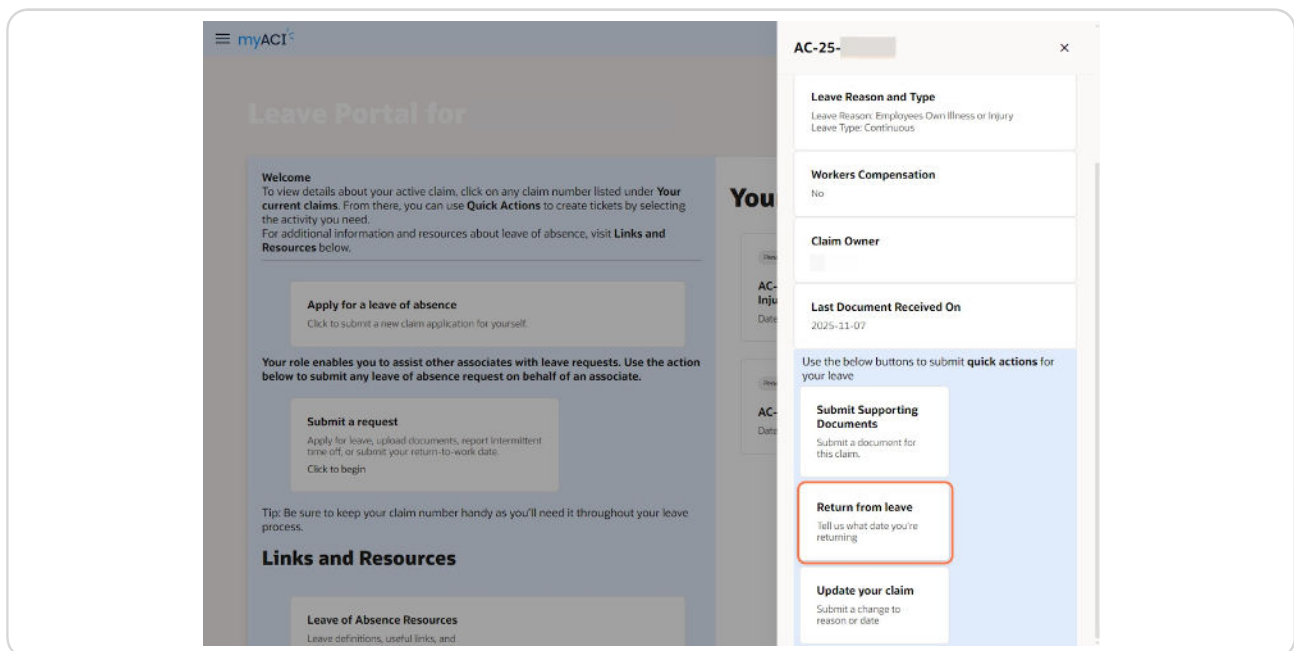 myACI
Leave Portal for
Welcome
To view details about your active claim, click on any claim number listed under Your
current claims. From there, you can use Quick Actions to create tickets by selecting
the activity you need.
For additional information and resources about leave of absence, visit Links and
Resources below.
Apply for a leave of absence
Click to submit a new claim application for yourself.
Your role enables you to assist other associates with leave requests. Use the action
below to submit any leave of absence request on behalf of an associate.
Submit a request
Apply for leave, upload documents, report intermittent
time off, or submit your return-to-work date.
Click to begin
Tip: Be sure to keep your claim number handy as you'll need it throughout your leave
process.
Links and Resources
Leave of Absence Resources
Leave definitions, useful links, and
You
AC-
Inju
Date
AC-
Date
AC-25-
Leave Reason and Type
Leave Reason: Employees Own Illness or Injury
Leave Type: Continuous
Workers Compensation
No
Claim Owner
Last Document Received On
2025-11-07
Use the below buttons to submit quick actions for
your leave
Submit Supporting
Documents
Submit a document for
this claim.
Return from leave
Tell us what date you're
returning
Update your claim
Submit a change to
reason or date